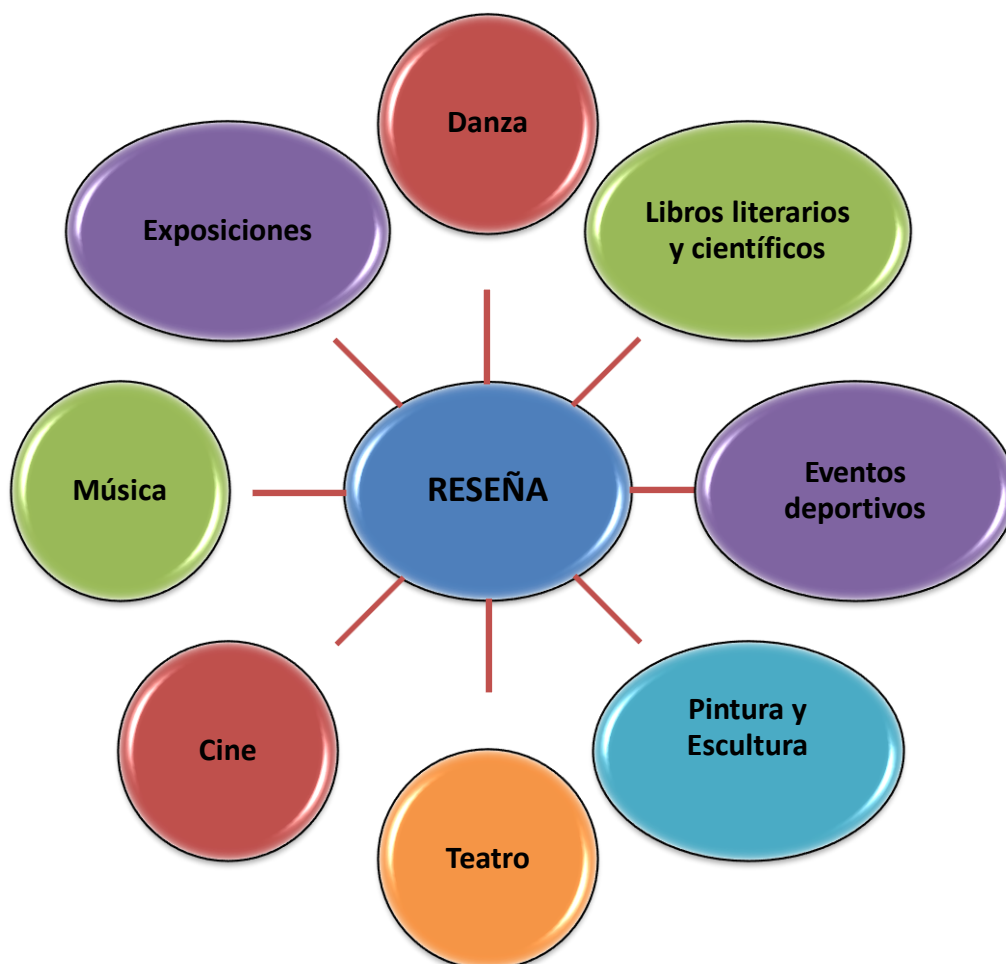 Danza
Exposiciones
Libros literarios
y científicos
Música
RESEÑA
Eventos
deportivos
Cine
Pintura y
Escultura
Teatro